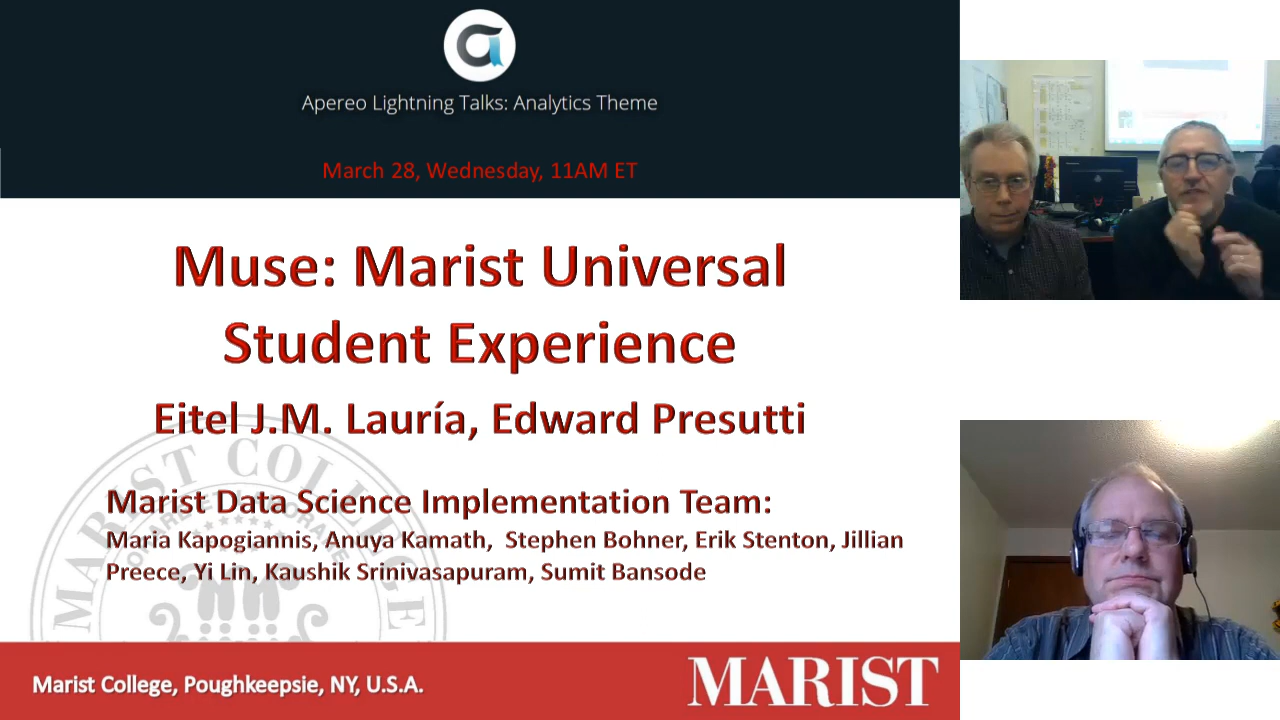 Apereo Lightning Talks: Analytics Theme
March 28, Wednesday, 11AM ET
Muse: Marist Universal
Student Experience
Eitel J.M. Lauría, Edward Presutti
Marist Data Science Implementation Team:
Maria Kapogiannis, Anuya Kamath, Stephen Bohner, Erik Stenton, Jillian
Preece, Yi Lin, Kaushik Srinivasapuram, Sumit Bansode
MARIST COLLEGE
Marist College, Poughkeepsie, NY, U.S.A.
MARIST